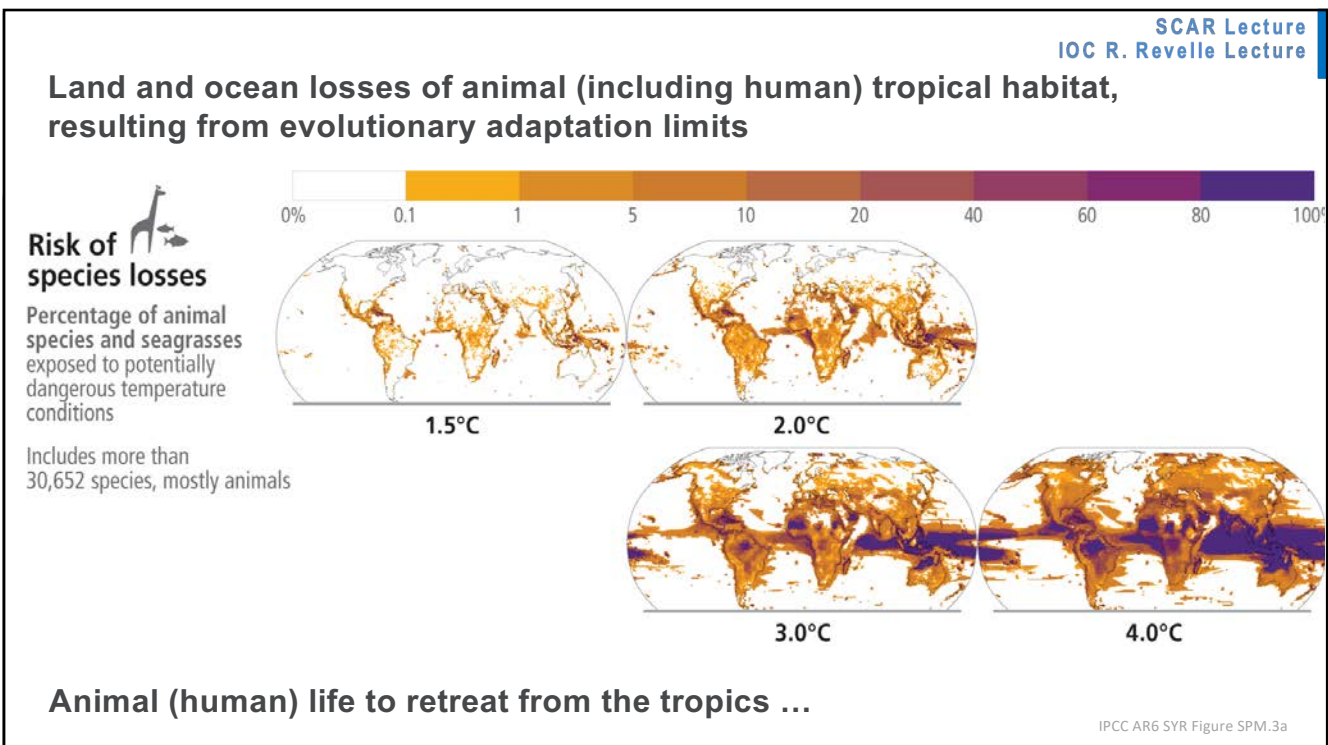 SCAR Lecture
IOC R. Revelle Lecture
Land and ocean losses of animal (including human) tropical habitat,
resulting from evolutionary adaptation limits
0% 0.1 1 5 10 20 40 60 80 100%
Risk of
species losses
Percentage of animal
species and seagrasses
exposed to potentially
dangerous temperature
conditions
Includes more than
30,652 species, mostly animals
1.5°C 2.0°C
3.0°C 4.0°C
Animal (human) life to retreat from the tropics …
IPCC AR6 SYR Figure SPM.3a